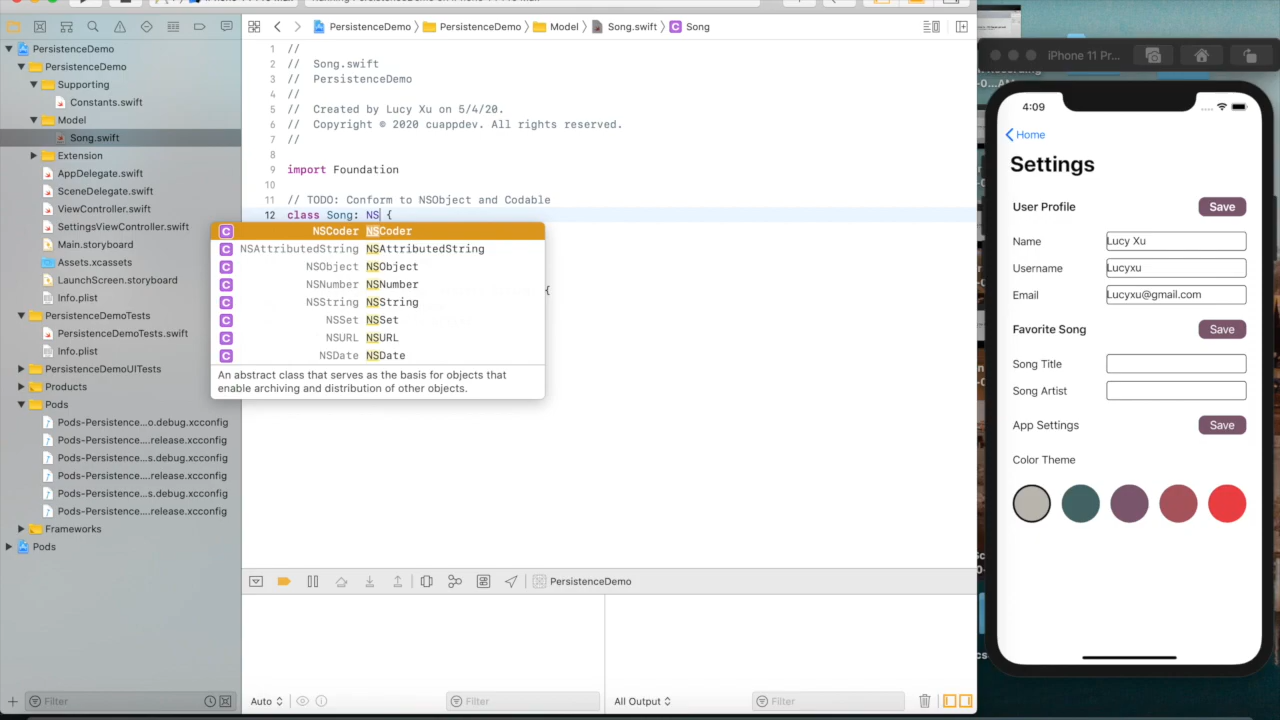 PersistenceDemo
PersistenceDemo
Supporting
Constants.swift
Model
Song.swift
Extension
AppDelegate.swift
SceneDelegate.swift
ViewController.swift
SettingsViewController.swift
Main.storyboard
Assets.xcassets
LaunchScreen.storyboard
Info.plist
PersistenceDemoTests
PersistenceDemoTests.swift
Info.plist
PersistenceDemoUITests
Products
Pods
Pods-Persistence...o.debug.xcconfig
Pods-Persistence....release.xcconfig
Pods-Persistence...s.debug.xcconfig
Pods-Persistence....release.xcconfig
Pods-Persistence...s.debug.xcconfig
Pods-Persistence....release.xcconfig
Frameworks
Pods
Filter
PersistenceDemo PersistenceDemo Model Song.swift C Song
1 //
2 // Song.swift
3 // PersistenceDemo
4 //
5 // Created by Lucy Xu on 5/4/20.
6 // Copyright © 2020 cuappdev. All rights reserved.
7 //
8
9 import Foundation
10
11 // TODO: Conform to NSObject and Codable
12 class Song: NS {
C NSCoder NSCoder
C NSAttributedString NSAttributedString
C NSObject NSObject
C NSNumber NSNumber
C NSString NSString
C NSSet NSSet
C NSURL NSURL
C NSDate NSDate
An abstract class that serves as the basis for objects that
enable archiving and distribution of other objects.
{
PersistenceDemo
Auto
Filter
All Output
Filter
iPhone 11 Pr...
4:09
Home
Settings
User Profile Save
Name Lucy Xu
Username Lucyxu
Email Lucyxu@gmail.com
Favorite Song Save
Song Title
Song Artist
App Settings Save
Color Theme